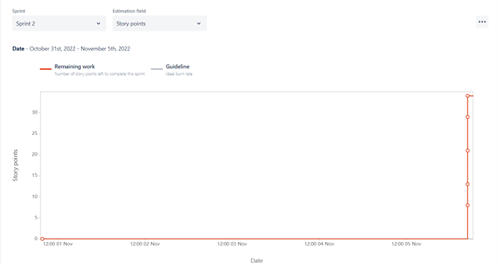 Sprint
Estimation field
Sprint 2
Story points
Date - October 31st, 2022 - November 5th, 2022
Remaining work
Number of story points left to complete the sprint
Guideline
Ideal burn rate
Story points
30
25
20
15
10
5
0
12:00 01 Nov
12:00 02 Nov
12:00 03 Nov
12:00 04 Nov
12:00 05 Nov
Date